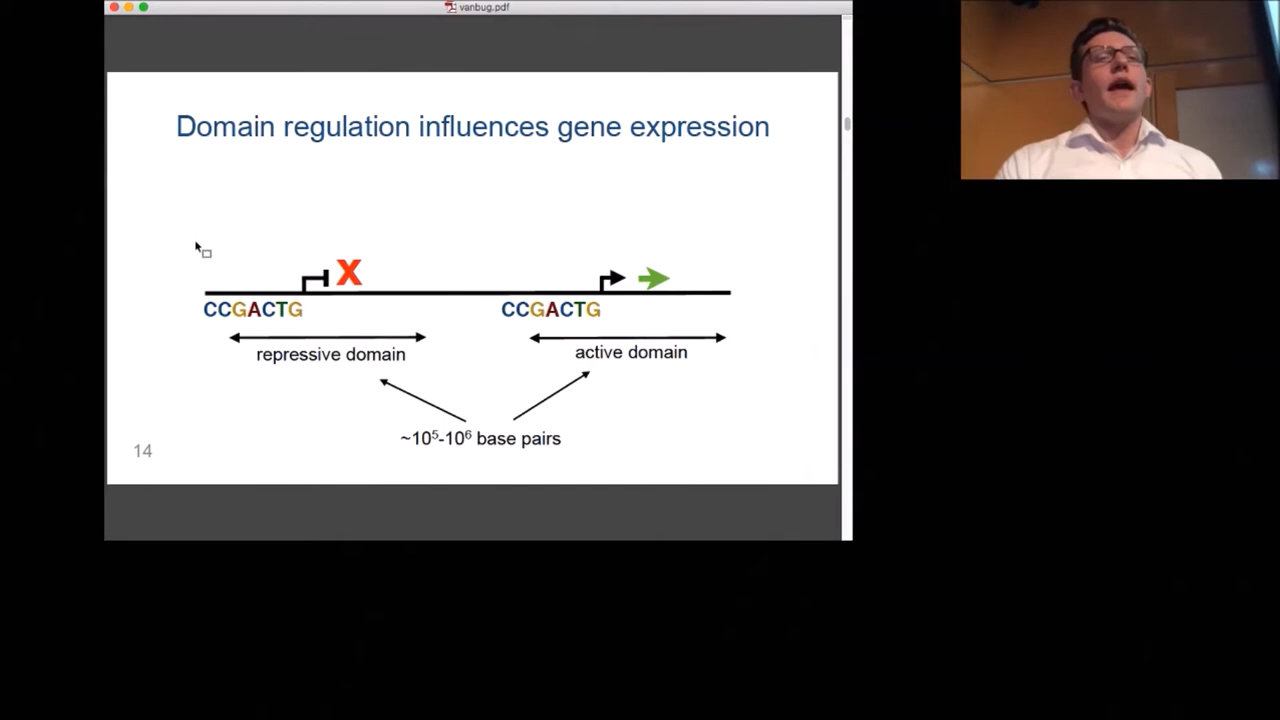 vanbug.pdf
Domain regulation influences gene expression
X
CCGACTG CCGACTG
repressive domain active domain
~10⁵-10⁶ base pairs
14